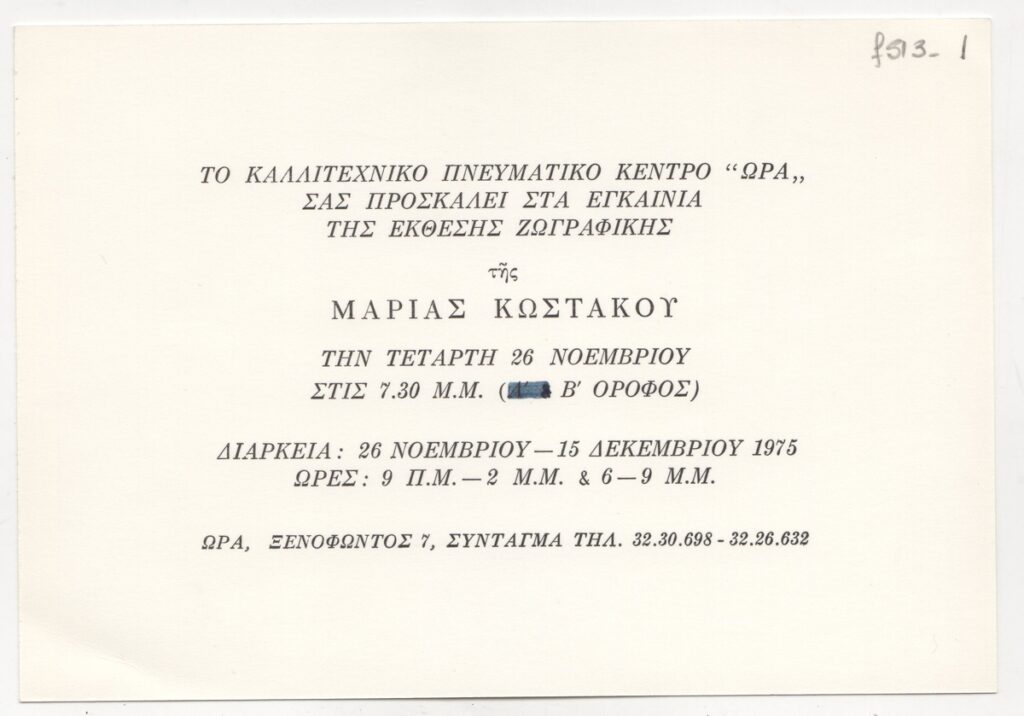 f513- 1
ΤΟ ΚΑΛΛΙΤΕΧΝΙΚΟ ΠΝΕΥΜΑΤΙΚΟ ΚΕΝΤΡΟ “ΩΡΑ„
ΣΑΣ ΠΡΟΣΚΑΛΕΙ ΣΤΑ ΕΓΚΑΙΝΙΑ
ΤΗΣ ΕΚΘΕΣΗΣ ΖΩΓΡΑΦΙΚΗΣ
τῆς
ΜΑΡΙΑΣ ΚΩΣΤΑΚΟΥ
ΤΗΝ ΤΕΤΑΡΤΗ 26 ΝΟΕΜΒΡΙΟΥ
ΣΤΙΣ 7.30 Μ.Μ. ( Β′ ΟΡΟΦΟΣ)
ΔΙΑΡΚΕΙΑ: 26 ΝΟΕΜΒΡΙΟΥ—15 ΔΕΚΕΜΒΡΙΟΥ 1975
ΩΡΕΣ: 9 Π.Μ.—2 Μ.Μ. & 6—9 Μ.Μ.
ΩΡΑ, ΞΕΝΟΦΩΝΤΟΣ 7, ΣΥΝΤΑΓΜΑ ΤΗΛ. 32.30.698 - 32.26.632